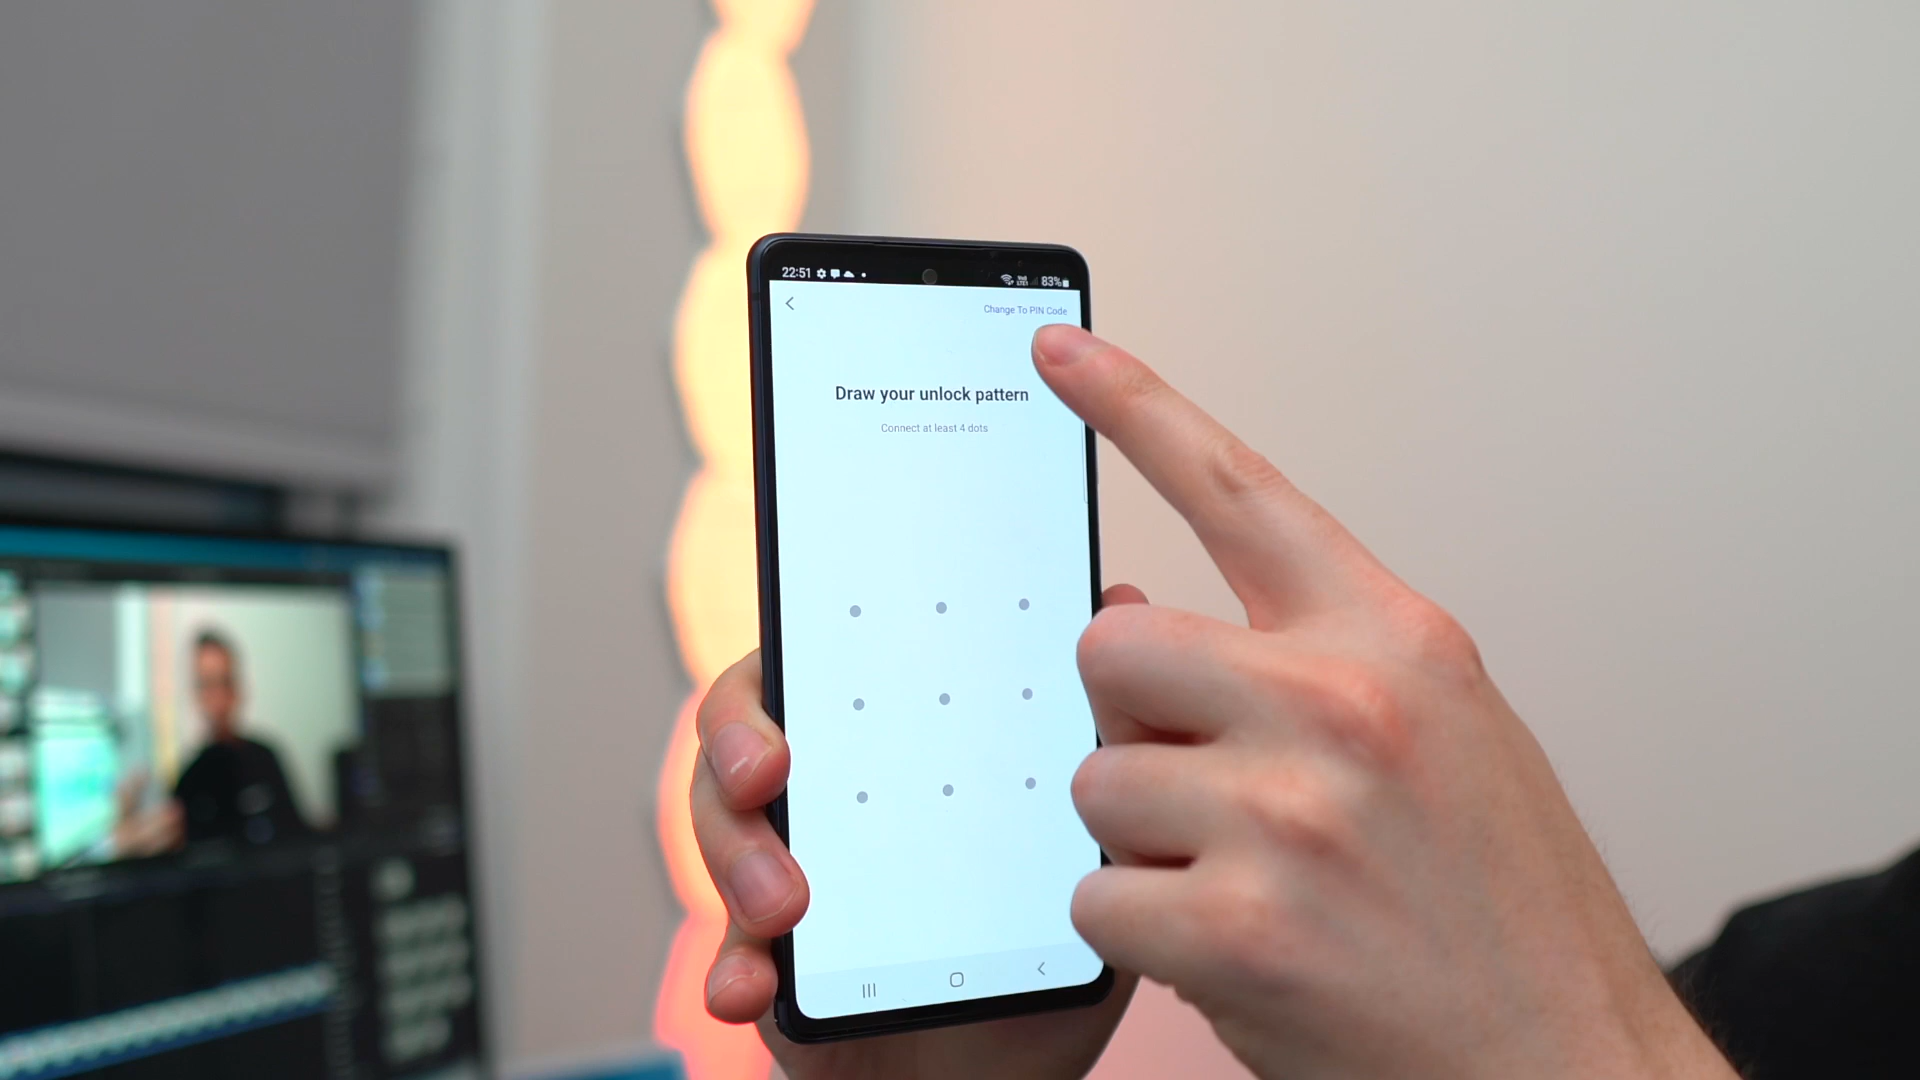 22:51 83%
Change To PIN Code
Draw your unlock pattern
Connect at least 4 dots